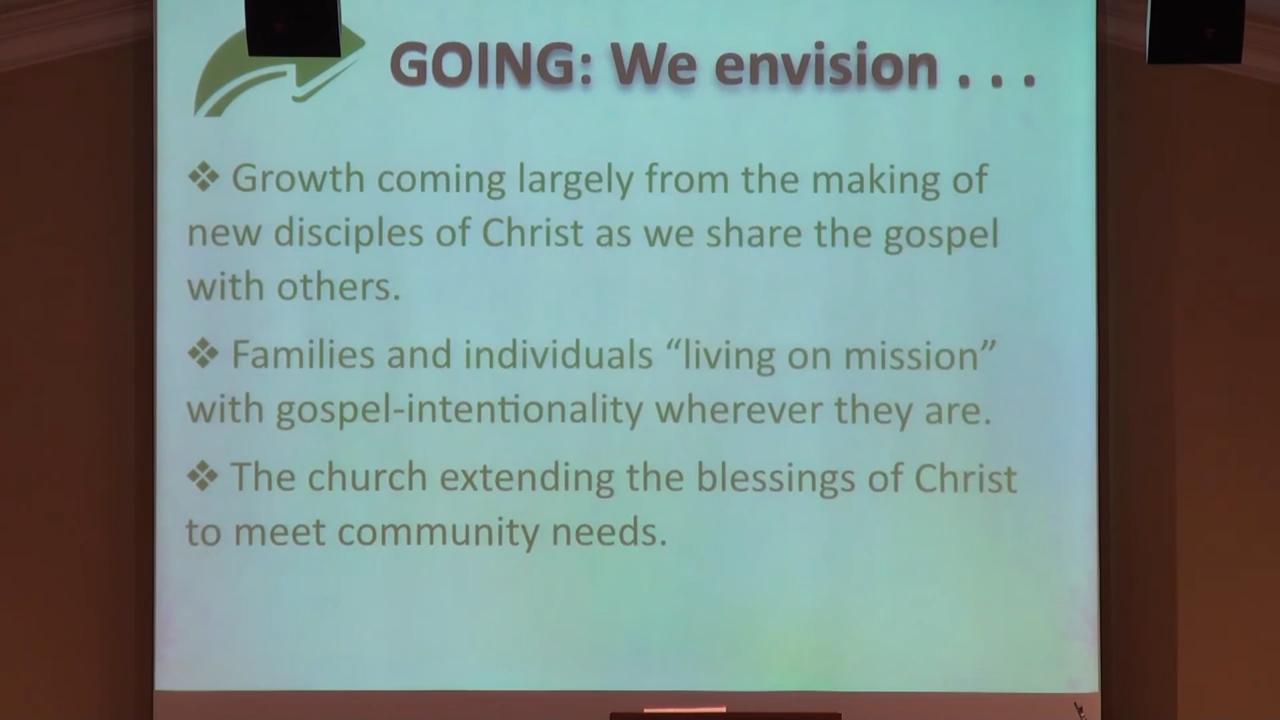 GOING: We envision . . .
❖ Growth coming largely from the making of
new disciples of Christ as we share the gospel
with others.
❖ Families and individuals “living on mission”
with gospel-intentionality wherever they are.
❖ The church extending the blessings of Christ
to meet community needs.